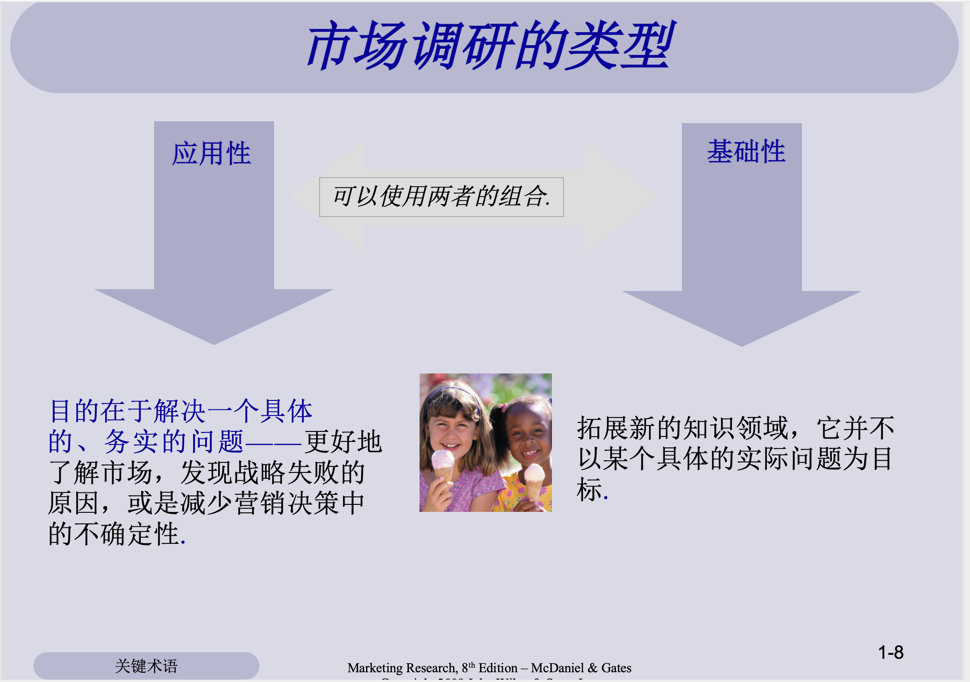 市场调研的类型
应用性
基础性
可以使用两者的组合.
目的在于解决一个具体
的、务实的问题——更好地
了解市场，发现战略失败的
原因，或是减少营销决策中
的不确定性.
拓展新的知识领域，它并不
以某个具体的实际问题为目
标.
1-8
关键术语
Marketing Research, 8th Edition – McDaniel & Gates